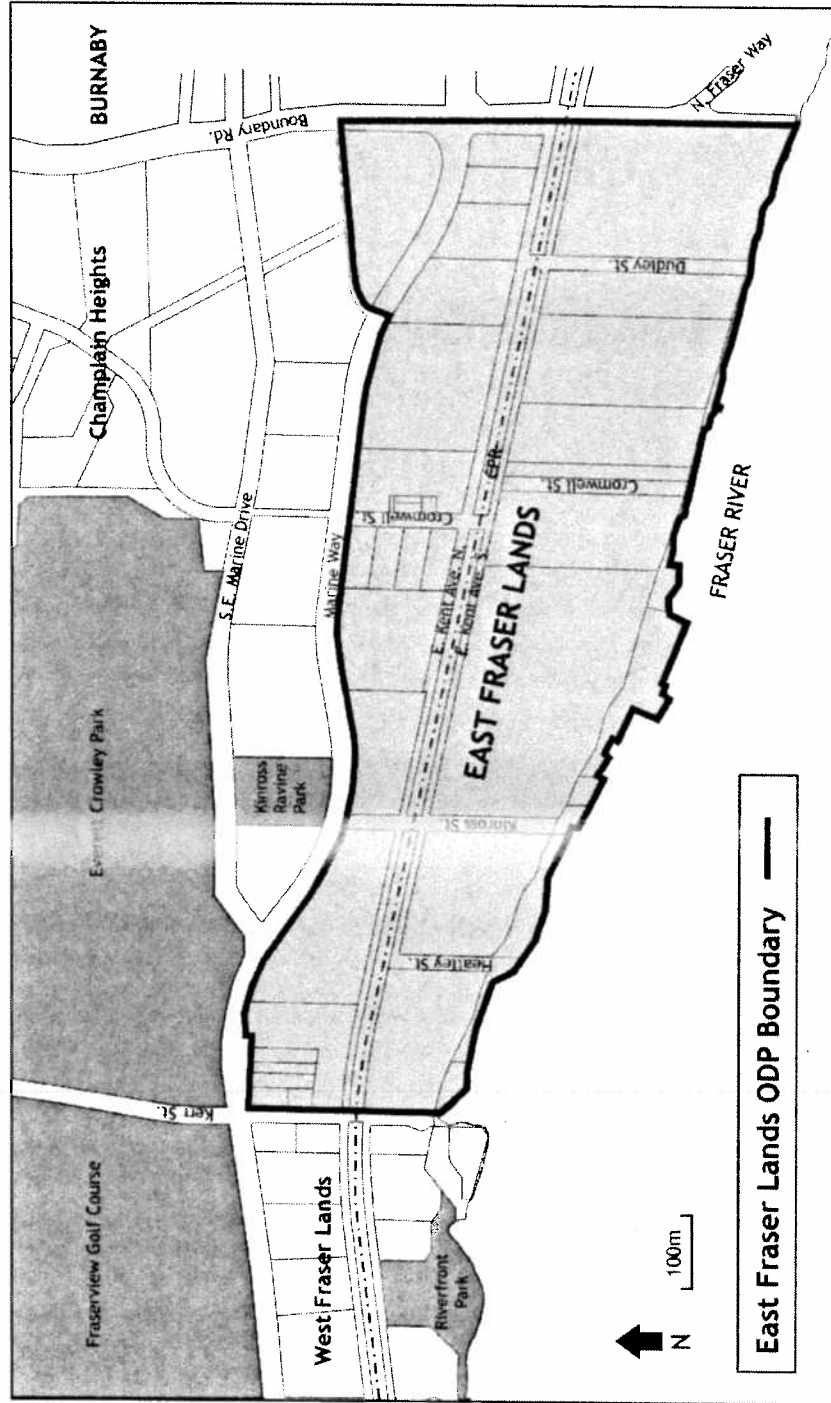 BURNABY
Boundary Rd.
N. Fraser Way
Champlain Heights
Dudley St.
S.E. Marine Drive
Marine Way
Cromwell St.
CPR
Cromwell St.
E. Kent Ave. N.
E. Kent Ave. S.
EAST FRASER LANDS
FRASER RIVER
Everett Crowley Park
Kinross
Ravine
Park
Kinross St.
Heatley St.
Kerr St.
Fraserview Golf Course
West Fraser Lands
Riverfront
Park
100m
N
East Fraser Lands ODP Boundary